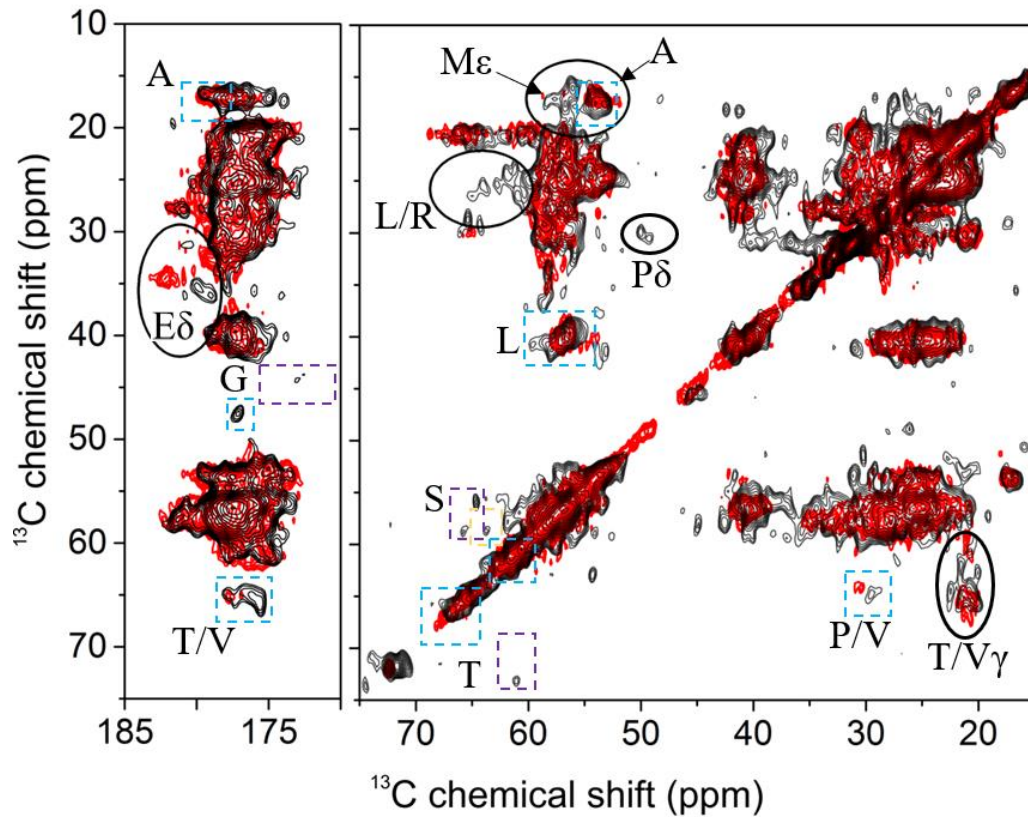 10
20
30
40
50
60
70
¹³C chemical shift (ppm)
185
175
70
60
50
40
30
20
¹³C chemical shift (ppm)
A
Eδ
G
T/V
Mε
A
L/R
Pδ
L
S
T
P/V
T/Vγ